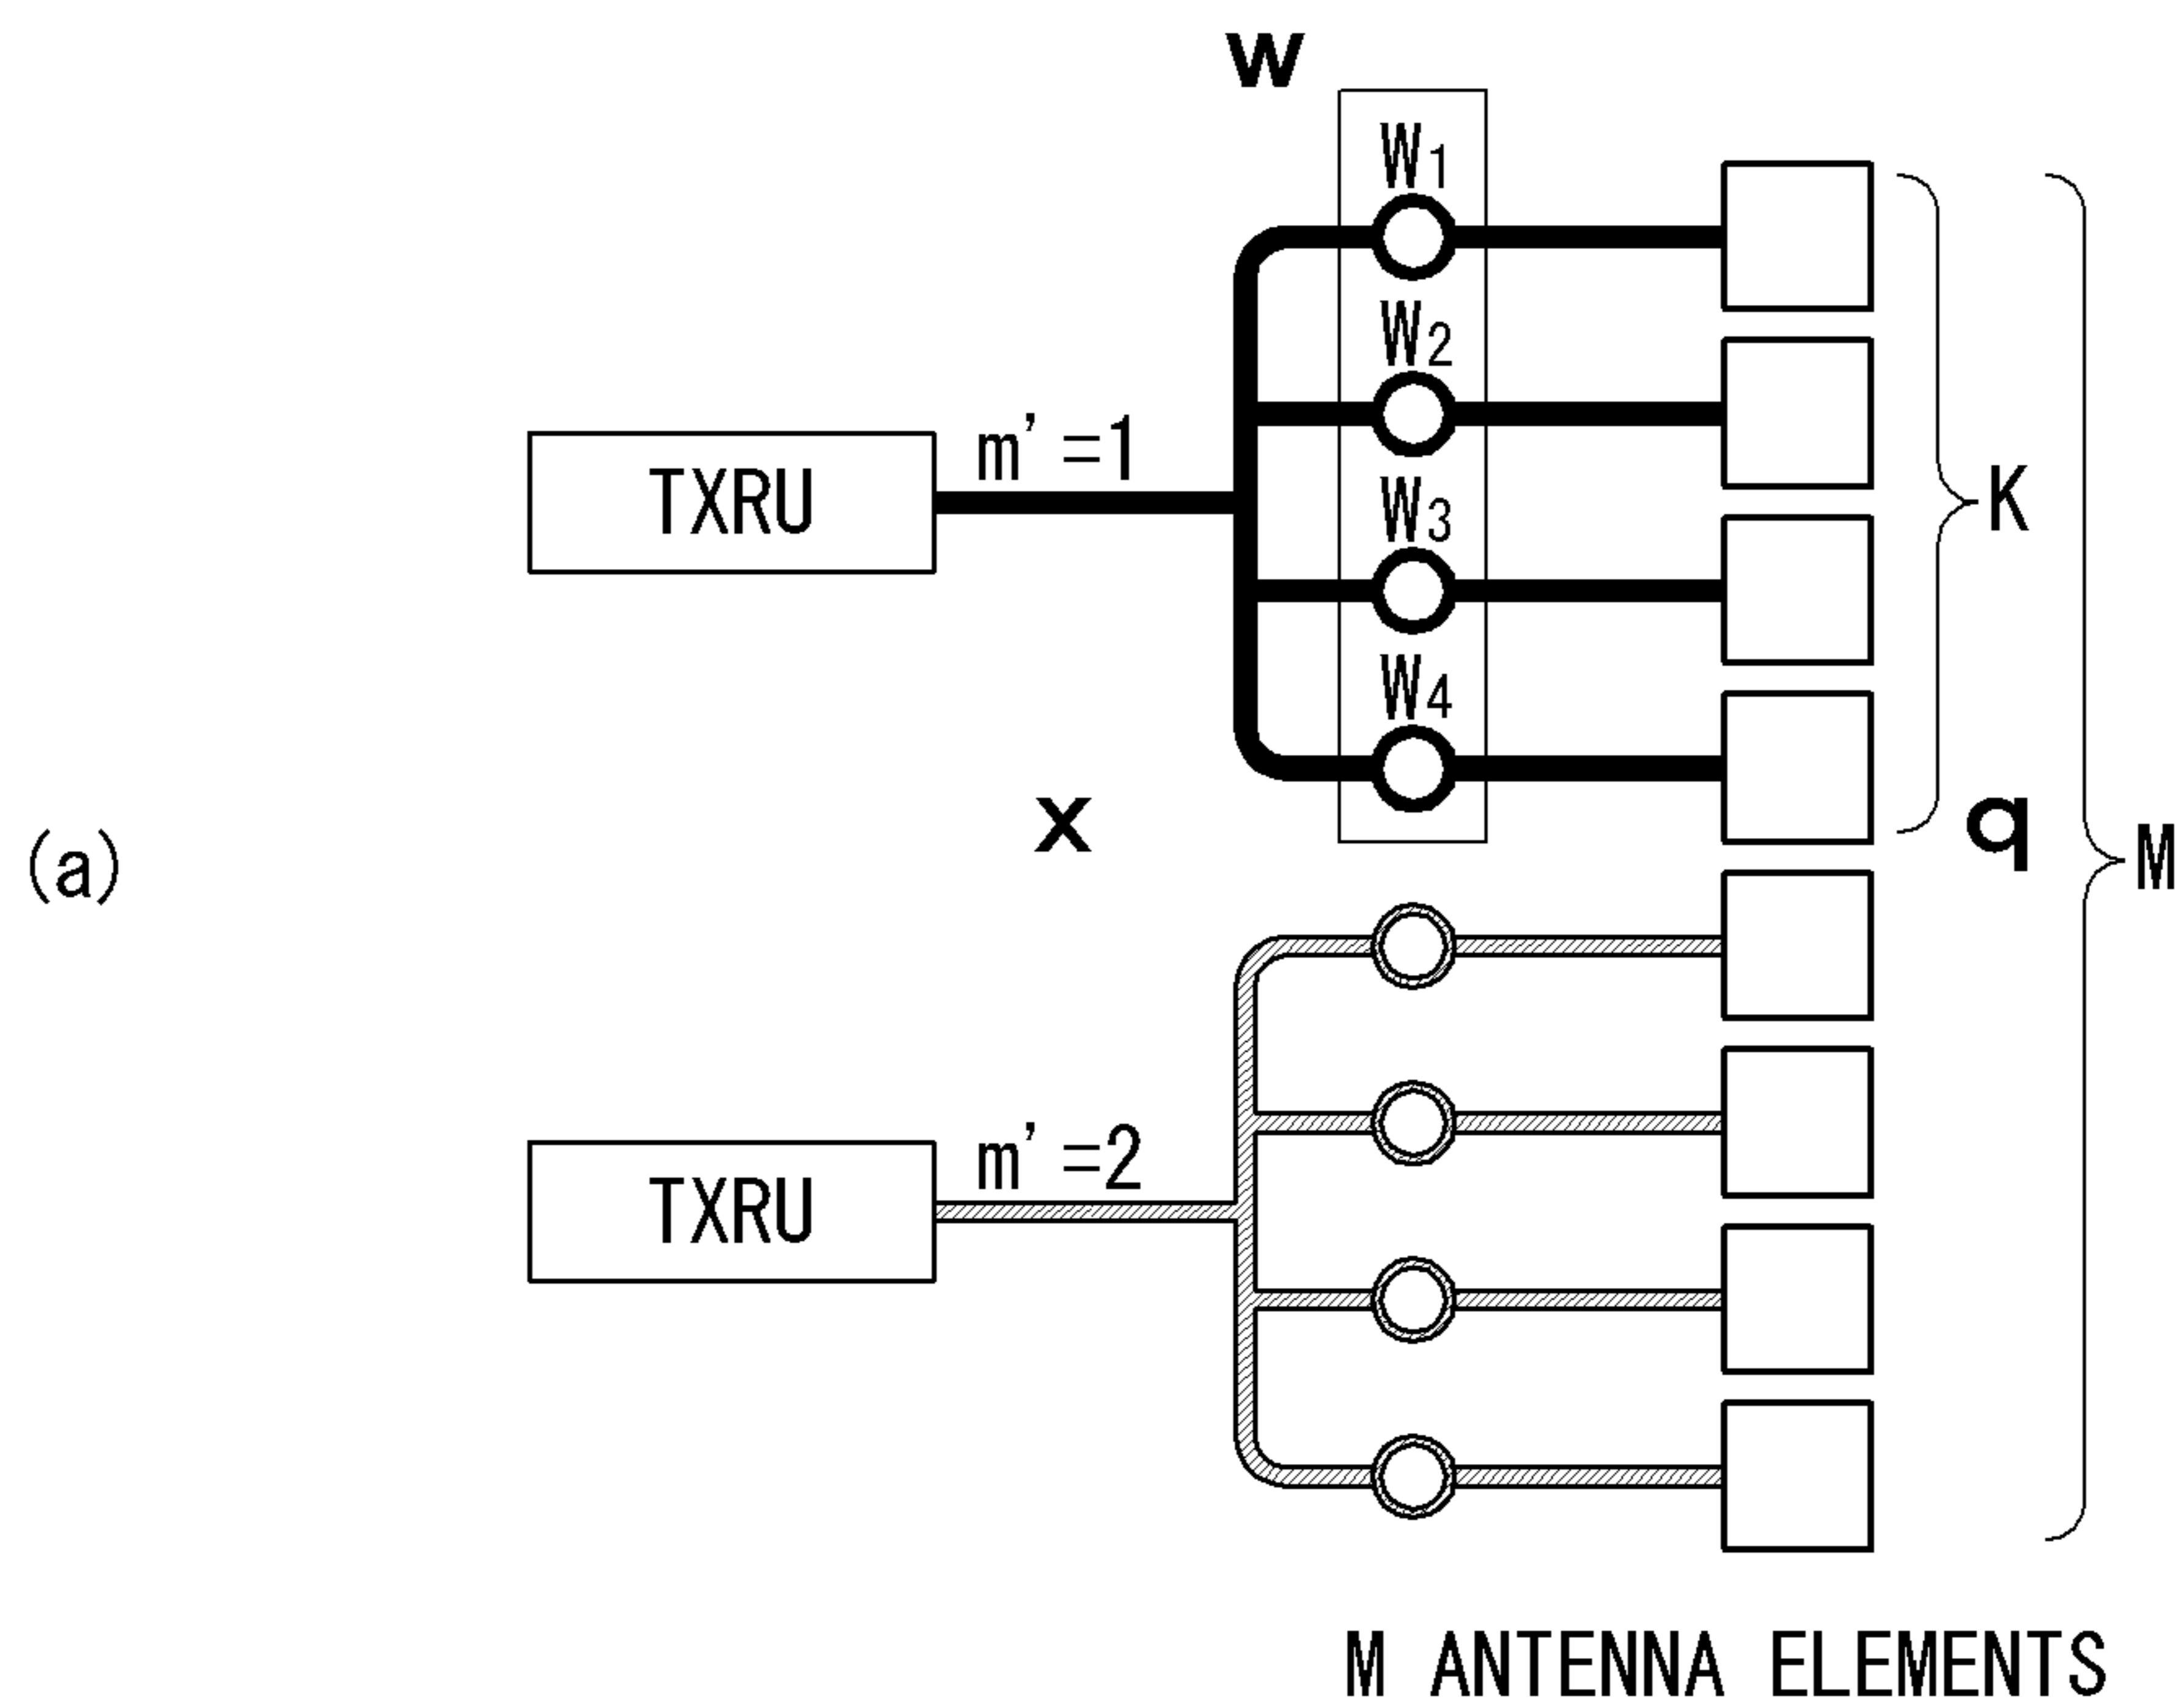 w
W1
W2
m'=1
TXRU
K
W3
W4
x
q
(a)
M
m'=2
TXRU
M ANTENNA ELEMENTS